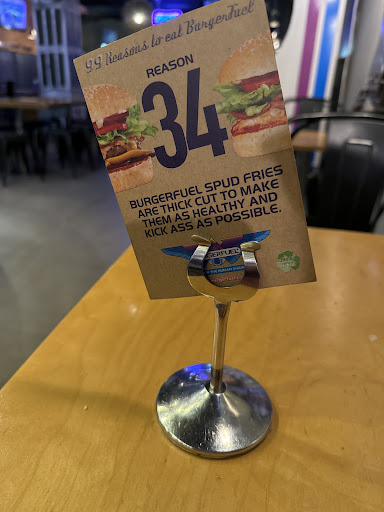 99 Reasons to eat BurgerFuel
REASON
34
BURGERFUEL SPUD FRIES
ARE THICK CUT TO MAKE
THEM AS HEALTHY AND
KICK ASS AS POSSIBLE.